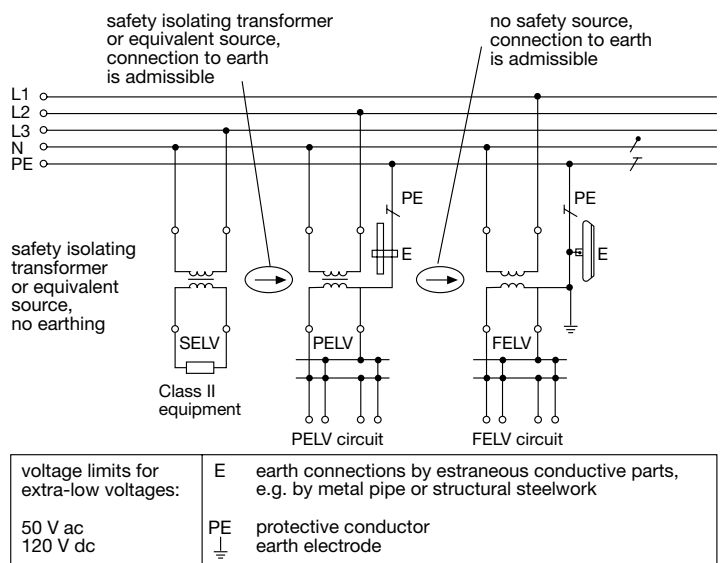 safety isolating transformer
or equivalent source,
connection to earth
is admissible
no safety source,
connection to earth
is admissible
L1
L2
L3
N
PE
PE
PE
safety isolating
transformer
or equivalent
source,
no earthing
E
E
SELV
PELV
FELV
Class II
equipment
PELV circuit
FELV circuit
voltage limits for
extra-low voltages:
50 V ac
120 V dc
E earth connections by estraneous conductive parts,
e.g. by metal pipe or structural steelwork
PE protective conductor
earth electrode